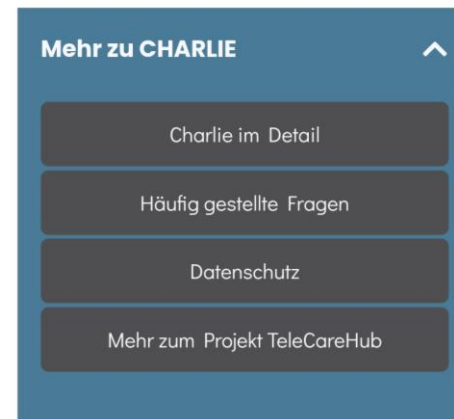 Mehr zu CHARLIE
Charlie im Detail
Häufig gestellte Fragen
Datenschutz
Mehr zum Projekt TeleCareHub